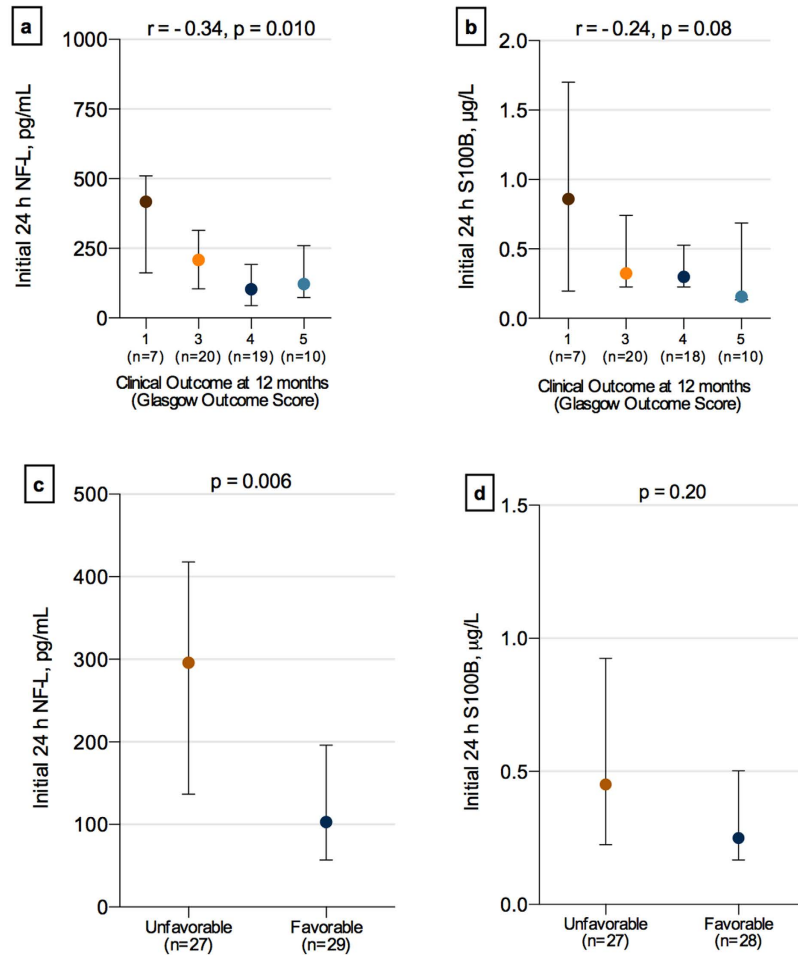 a
r = - 0.34, p = 0.010
Initial 24 h NF-L, pg/mL
1000
750
500
250
0
1 3 4 5
(n=7) (n=20) (n=19) (n=10)
Clinical Outcome at 12 months
(Glasgow Outcome Score)
b
r = - 0.24, p = 0.08
Initial 24 h S100B, µg/L
2.0
1.5
1.0
0.5
0.0
1 3 4 5
(n=7) (n=20) (n=18) (n=10)
Clinical Outcome at 12 months
(Glasgow Outcome Score)
c
p = 0.006
Initial 24 h NF-L, pg/mL
500
400
300
200
100
0
Unfavorable Favorable
(n=27) (n=29)
d
p = 0.20
Initial 24 h S100B, µg/L
1.5
1.0
0.5
0.0
Unfavorable Favorable
(n=27) (n=28)